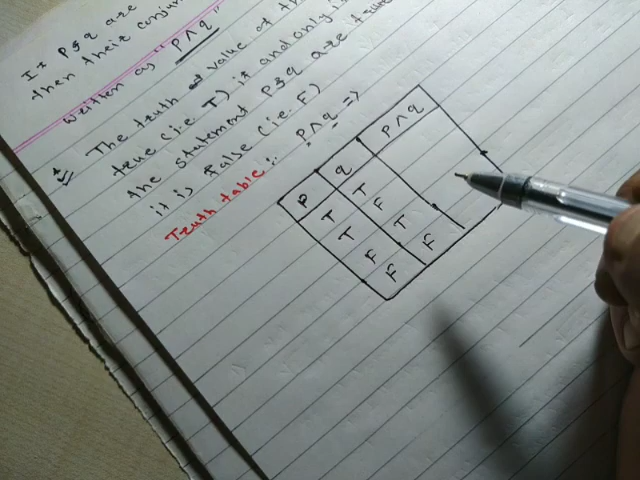 If p & q are
then their conjun
written as "p∧q"
The truth value of th
true (i.e. T) if and only i
the statement p & q are true
it is false (i.e. F)
Truth table :- p∧q =>
p q p∧q
T T
T F
F T
F F